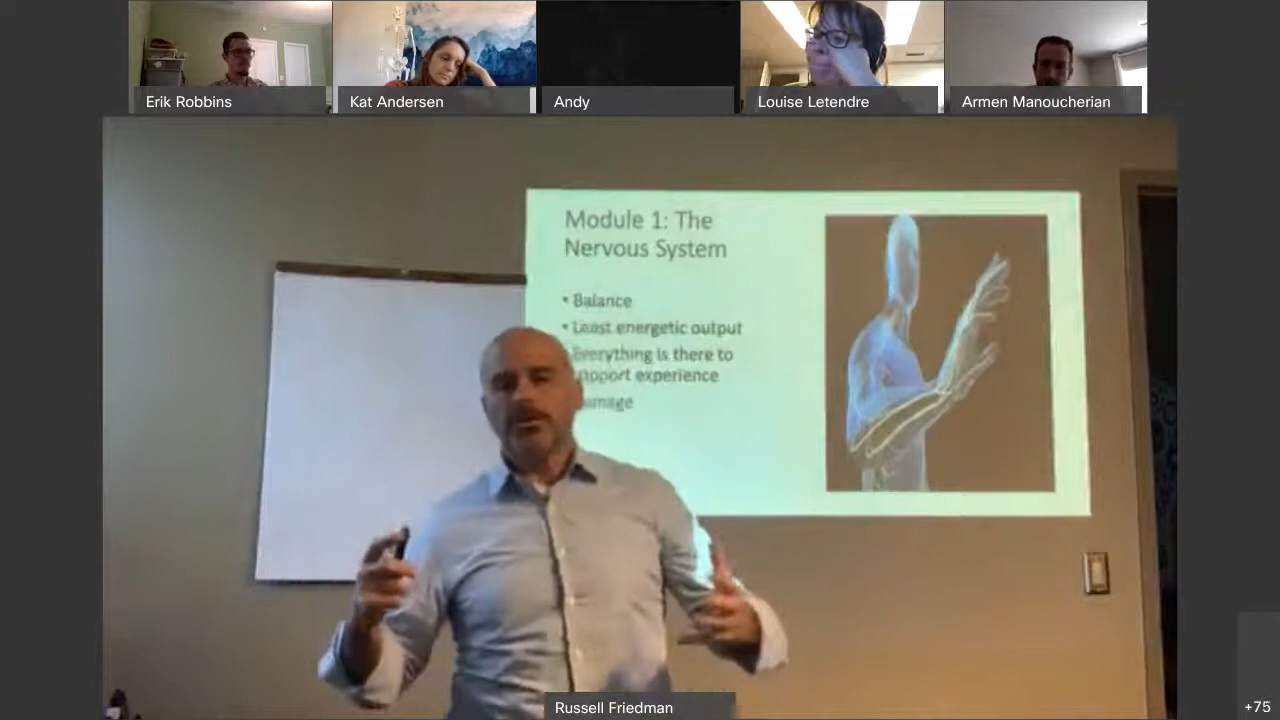 Erik Robbins
Kat Andersen
Andy
Louise Letendre
Armen Manoucherian
Module 1: The
Nervous System
• Balance
• Least energetic output
Everything is there to
support experience
Russell Friedman
+75